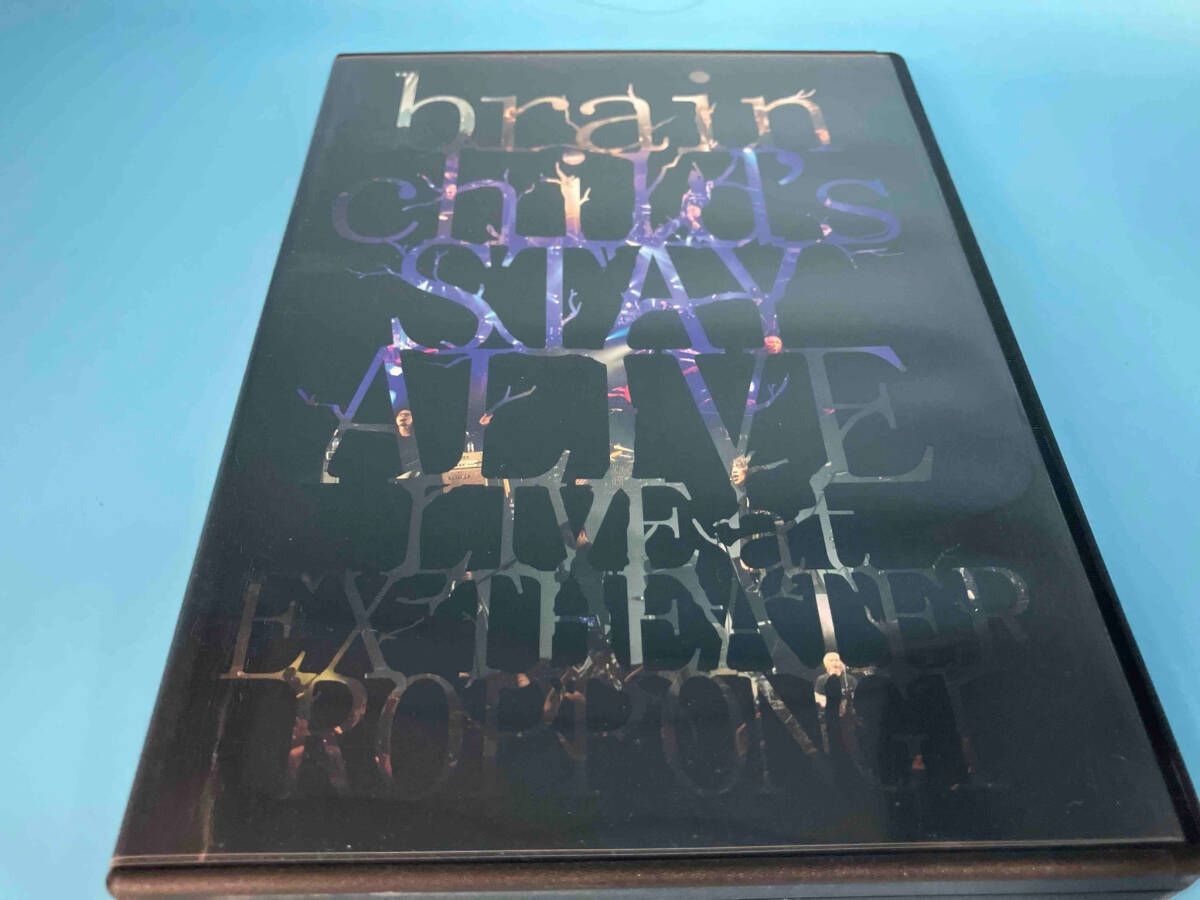 brain
child's
STAY
ALIVE
LIVE at
EX THEATER
ROPPONGI